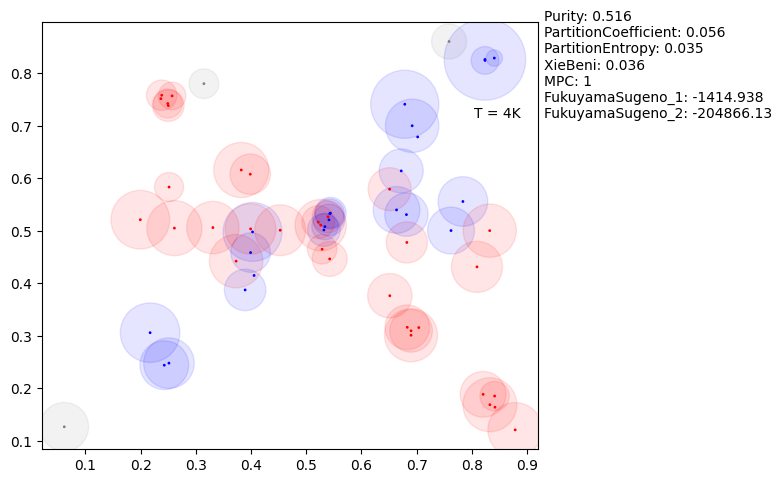 Purity: 0.516
PartitionCoefficient: 0.056
PartitionEntropy: 0.035
XieBeni: 0.036
MPC: 1
FukuyamaSugeno_1: -1414.938
FukuyamaSugeno_2: -204866.13
T = 4K
0.8
0.7
0.6
0.5
0.4
0.3
0.2
0.1
0.1 0.2 0.3 0.4 0.5 0.6 0.7 0.8 0.9